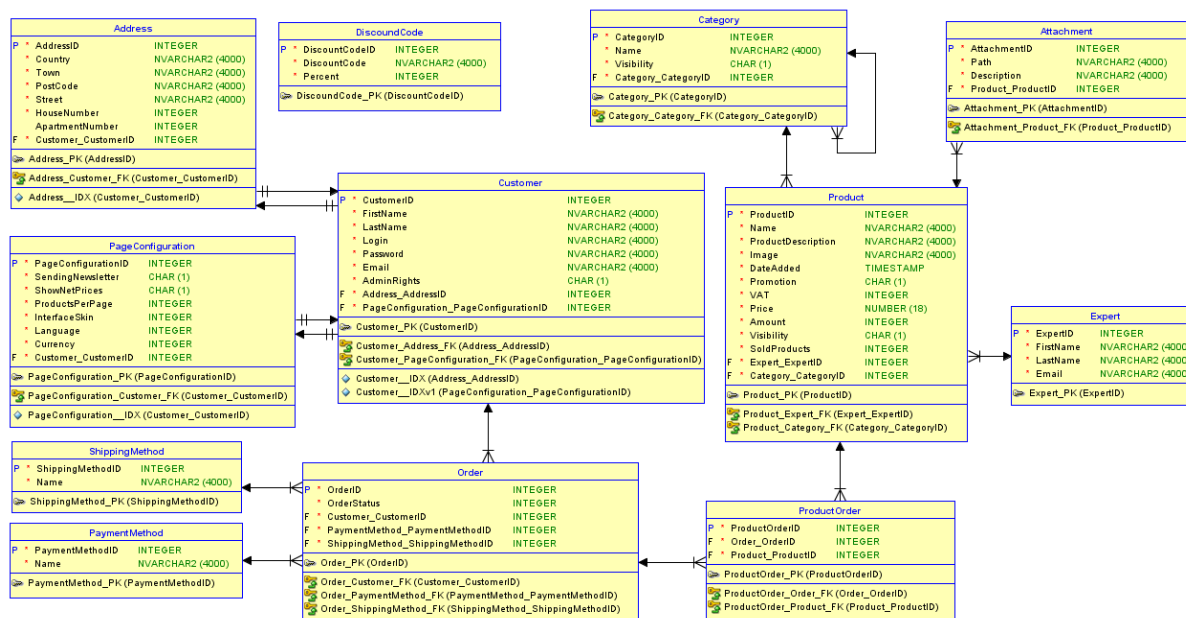 Address
P * AddressID INTEGER
* Country NVARCHAR2 (4000)
* Town NVARCHAR2 (4000)
* PostCode NVARCHAR2 (4000)
* Street NVARCHAR2 (4000)
* HouseNumber INTEGER
ApartmentNumber INTEGER
F * Customer_CustomerID INTEGER
Address_PK (AddressID)
Address_Customer_FK (Customer_CustomerID)
Address__IDX (Customer_CustomerID)
DiscoundCode
P * DiscountCodeID INTEGER
* DiscountCode NVARCHAR2 (4000)
* Percent INTEGER
DiscoundCode_PK (DiscountCodeID)
Category
P * CategoryID INTEGER
* Name NVARCHAR2 (4000)
* Visibility CHAR (1)
F * Category_CategoryID INTEGER
Category_PK (CategoryID)
Category_Category_FK (Category_CategoryID)
Attachment
P * AttachmentID INTEGER
* Path NVARCHAR2 (4000)
* Description NVARCHAR2 (4000)
F * Product_ProductID INTEGER
Attachment_PK (AttachmentID)
Attachment_Product_FK (Product_ProductID)
Customer
P * CustomerID INTEGER
* FirstName NVARCHAR2 (4000)
* LastName NVARCHAR2 (4000)
* Login NVARCHAR2 (4000)
* Password NVARCHAR2 (4000)
* Email NVARCHAR2 (4000)
* AdminRights CHAR (1)
F * Address_AddressID INTEGER
F * PageConfiguration_PageConfigurationID INTEGER
Customer_PK (CustomerID)
Customer_Address_FK (Address_AddressID)
Customer_PageConfiguration_FK (PageConfiguration_PageConfigurationID)
Customer__IDX (Address_AddressID)
Customer__IDXv1 (PageConfiguration_PageConfigurationID)
Product
P * ProductID INTEGER
* Name NVARCHAR2 (4000)
* ProductDescription NVARCHAR2 (4000)
* Image NVARCHAR2 (4000)
* DateAdded TIMESTAMP
* Promotion CHAR (1)
* VAT INTEGER
* Price NUMBER (18)
* Amount INTEGER
* Visibility CHAR (1)
* SoldProducts INTEGER
F * Expert_ExpertID INTEGER
F * Category_CategoryID INTEGER
Product_PK (ProductID)
Product_Expert_FK (Expert_ExpertID)
Product_Category_FK (Category_CategoryID)
PageConfiguration
P * PageConfigurationID INTEGER
* SendingNewsletter CHAR (1)
* ShowNetPrices CHAR (1)
* ProductsPerPage INTEGER
* InterfaceSkin INTEGER
* Language INTEGER
* Currency INTEGER
F * Customer_CustomerID INTEGER
PageConfiguration_PK (PageConfigurationID)
PageConfiguration_Customer_FK (Customer_CustomerID)
PageConfiguration__IDX (Customer_CustomerID)
Expert
P * ExpertID INTEGER
* FirstName NVARCHAR2 (4000
* LastName NVARCHAR2 (4000
* Email NVARCHAR2 (4000
Expert_PK (ExpertID)
ShippingMethod
P * ShippingMethodID INTEGER
* Name NVARCHAR2 (4000)
ShippingMethod_PK (ShippingMethodID)
Order
P * OrderID INTEGER
* OrderStatus INTEGER
F * Customer_CustomerID INTEGER
F * PaymentMethod_PaymentMethodID INTEGER
F * ShippingMethod_ShippingMethodID INTEGER
Order_PK (OrderID)
Order_Customer_FK (Customer_CustomerID)
Order_PaymentMethod_FK (PaymentMethod_PaymentMethodID)
Order_ShippingMethod_FK (ShippingMethod_ShippingMethodID)
ProductOrder
P * ProductOrderID INTEGER
F * Order_OrderID INTEGER
F * Product_ProductID INTEGER
ProductOrder_PK (ProductOrderID)
ProductOrder_Order_FK (Order_OrderID)
ProductOrder_Product_FK (Product_ProductID)
PaymentMethod
P * PaymentMethodID INTEGER
* Name NVARCHAR2 (4000)
PaymentMethod_PK (PaymentMethodID)